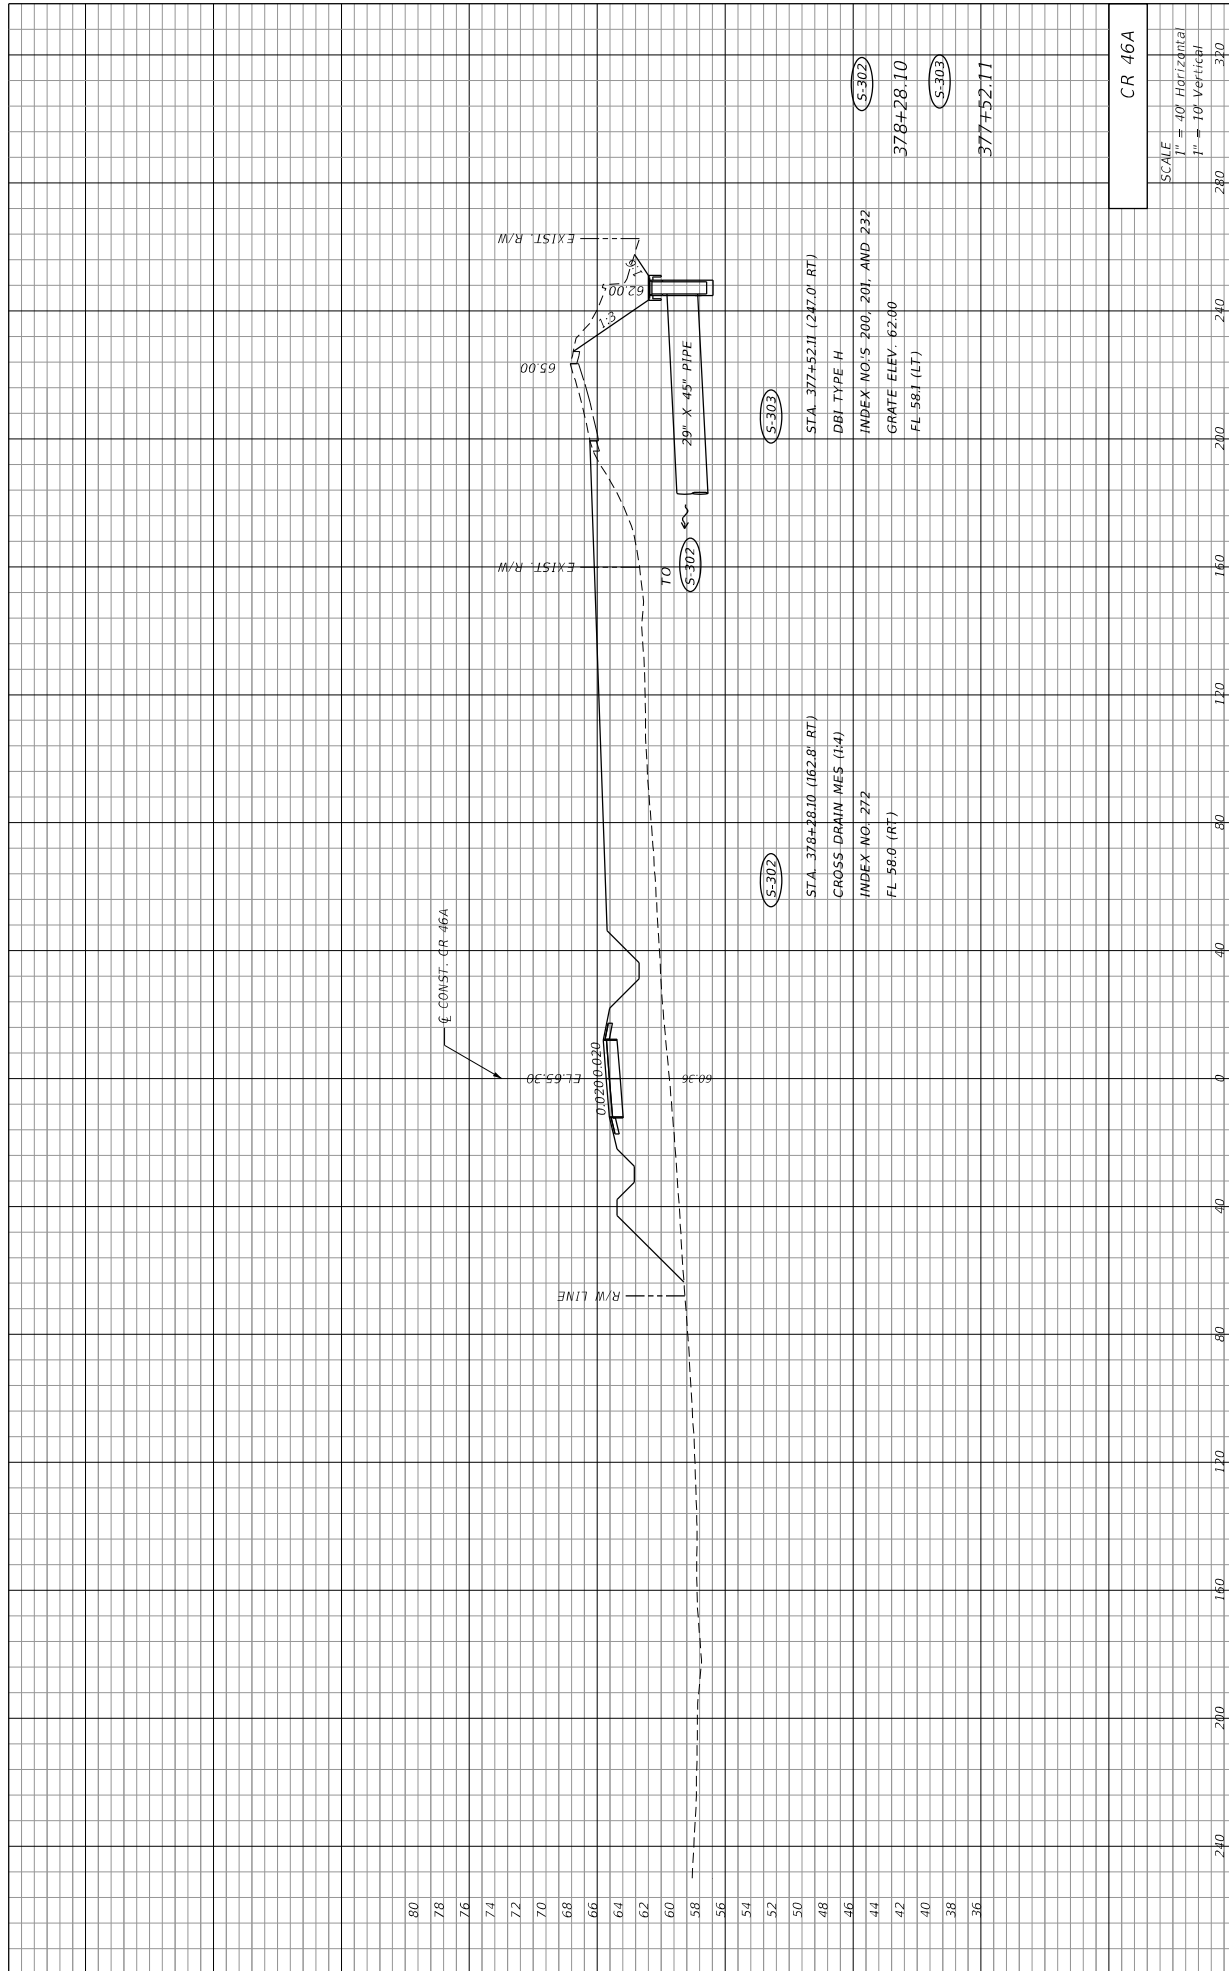 CR 46A
SCALE
1" = 40' Horizontal
1" = 10' Vertical
S-302
378+28.10
S-303
377+52.11
℄ CONST. CR 46A
R/W LINE
EL.65.30
0.020
0.020
60.36
EXIST. R/W
65.00
1:3
62.00
1:6
EXIST. R/W
29" X 45" PIPE
TO
S-302
S-302
STA. 378+28.10 (162.8' RT)
CROSS DRAIN MES (1:4)
INDEX NO. 272
FL 58.0 (RT)
S-303
STA. 377+52.11 (247.0' RT)
DBI TYPE H
INDEX NO.'S 200, 201, AND 232
GRATE ELEV. 62.00
FL 58.1 (LT)
80
78
76
74
72
70
68
66
64
62
60
58
56
54
52
50
48
46
44
42
40
38
36
240
200
160
120
80
40
0
40
80
120
160
200
240
280
320